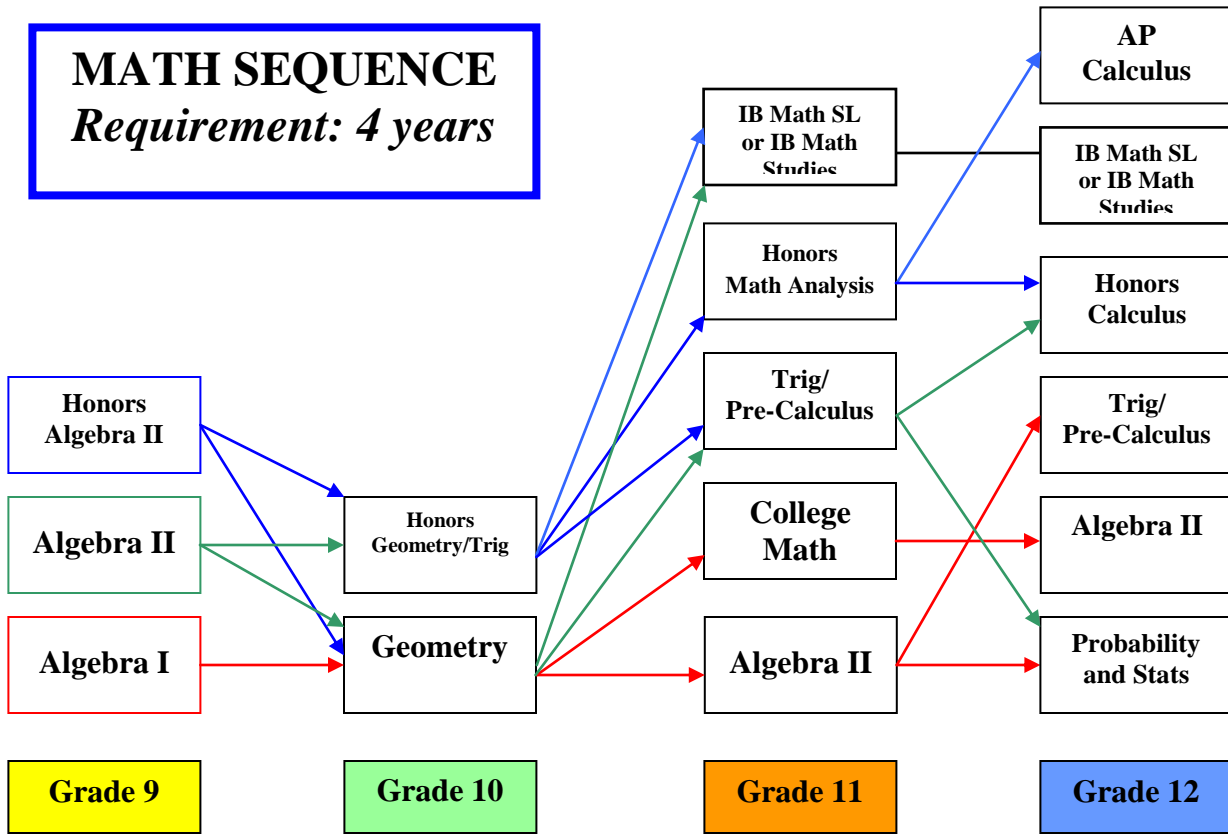 MATH SEQUENCE
Requirement: 4 years
Honors
Algebra II
Algebra II
Algebra I
Grade 9
Honors
Geometry/Trig
Geometry
Grade 10
IB Math SL
or IB Math
Studies
Honors
Math Analysis
Trig/
Pre-Calculus
College
Math
Algebra II
Grade 11
AP
Calculus
IB Math SL
or IB Math
Studies
Honors
Calculus
Trig/
Pre-Calculus
Algebra II
Probability
and Stats
Grade 12